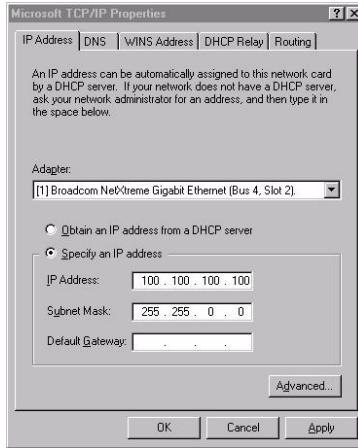 Microsoft TCP/IP Properties
IP Address DNS WINS Address DHCP Relay Routing
An IP address can be automatically assigned to this network card
by a DHCP server. If your network does not have a DHCP server,
ask your network administrator for an address, and then type it in
the space below.
Adapter:
[1] Broadcom NetXtreme Gigabit Ethernet (Bus 4, Slot 2).
Obtain an IP address from a DHCP server
Specify an IP address
IP Address: 100 . 100 . 100 . 100
Subnet Mask: 255 . 255 . 0 . 0
Default Gateway: . . .
Advanced...
OK Cancel Apply